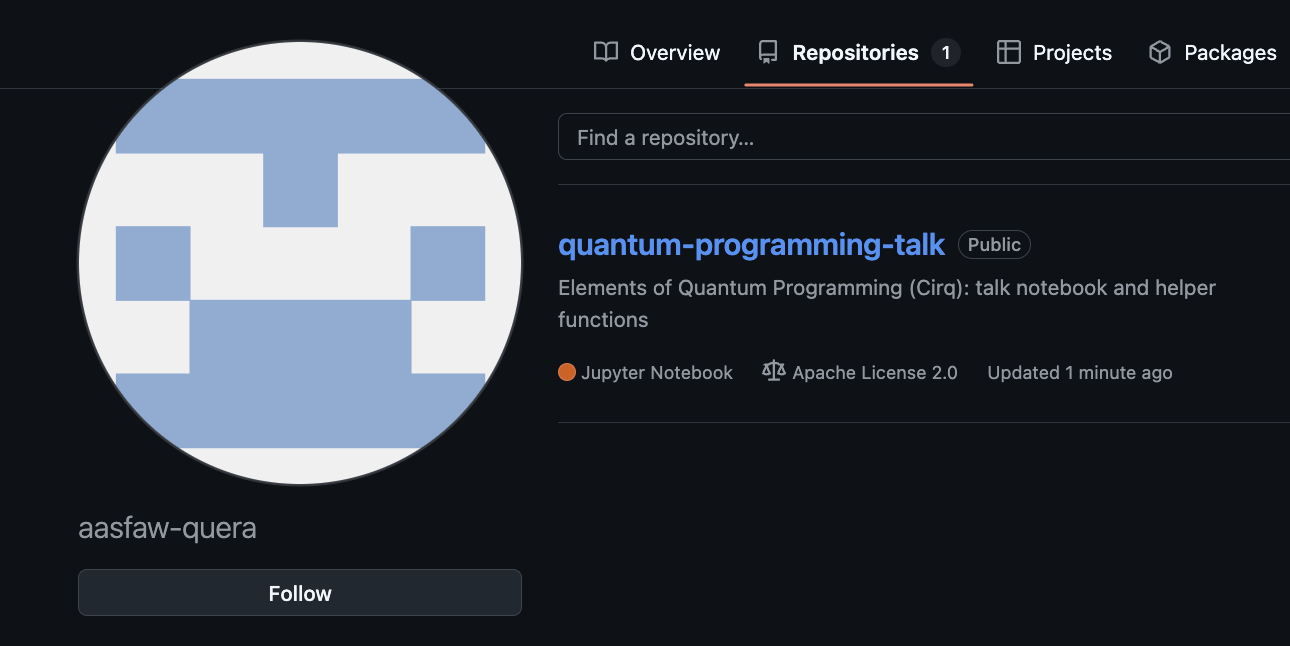 Overview Repositories 1 Projects Packages
Find a repository...
quantum-programming-talk Public
Elements of Quantum Programming (Cirq): talk notebook and helper
functions
Jupyter Notebook Apache License 2.0 Updated 1 minute ago
aasfaw-quera
Follow